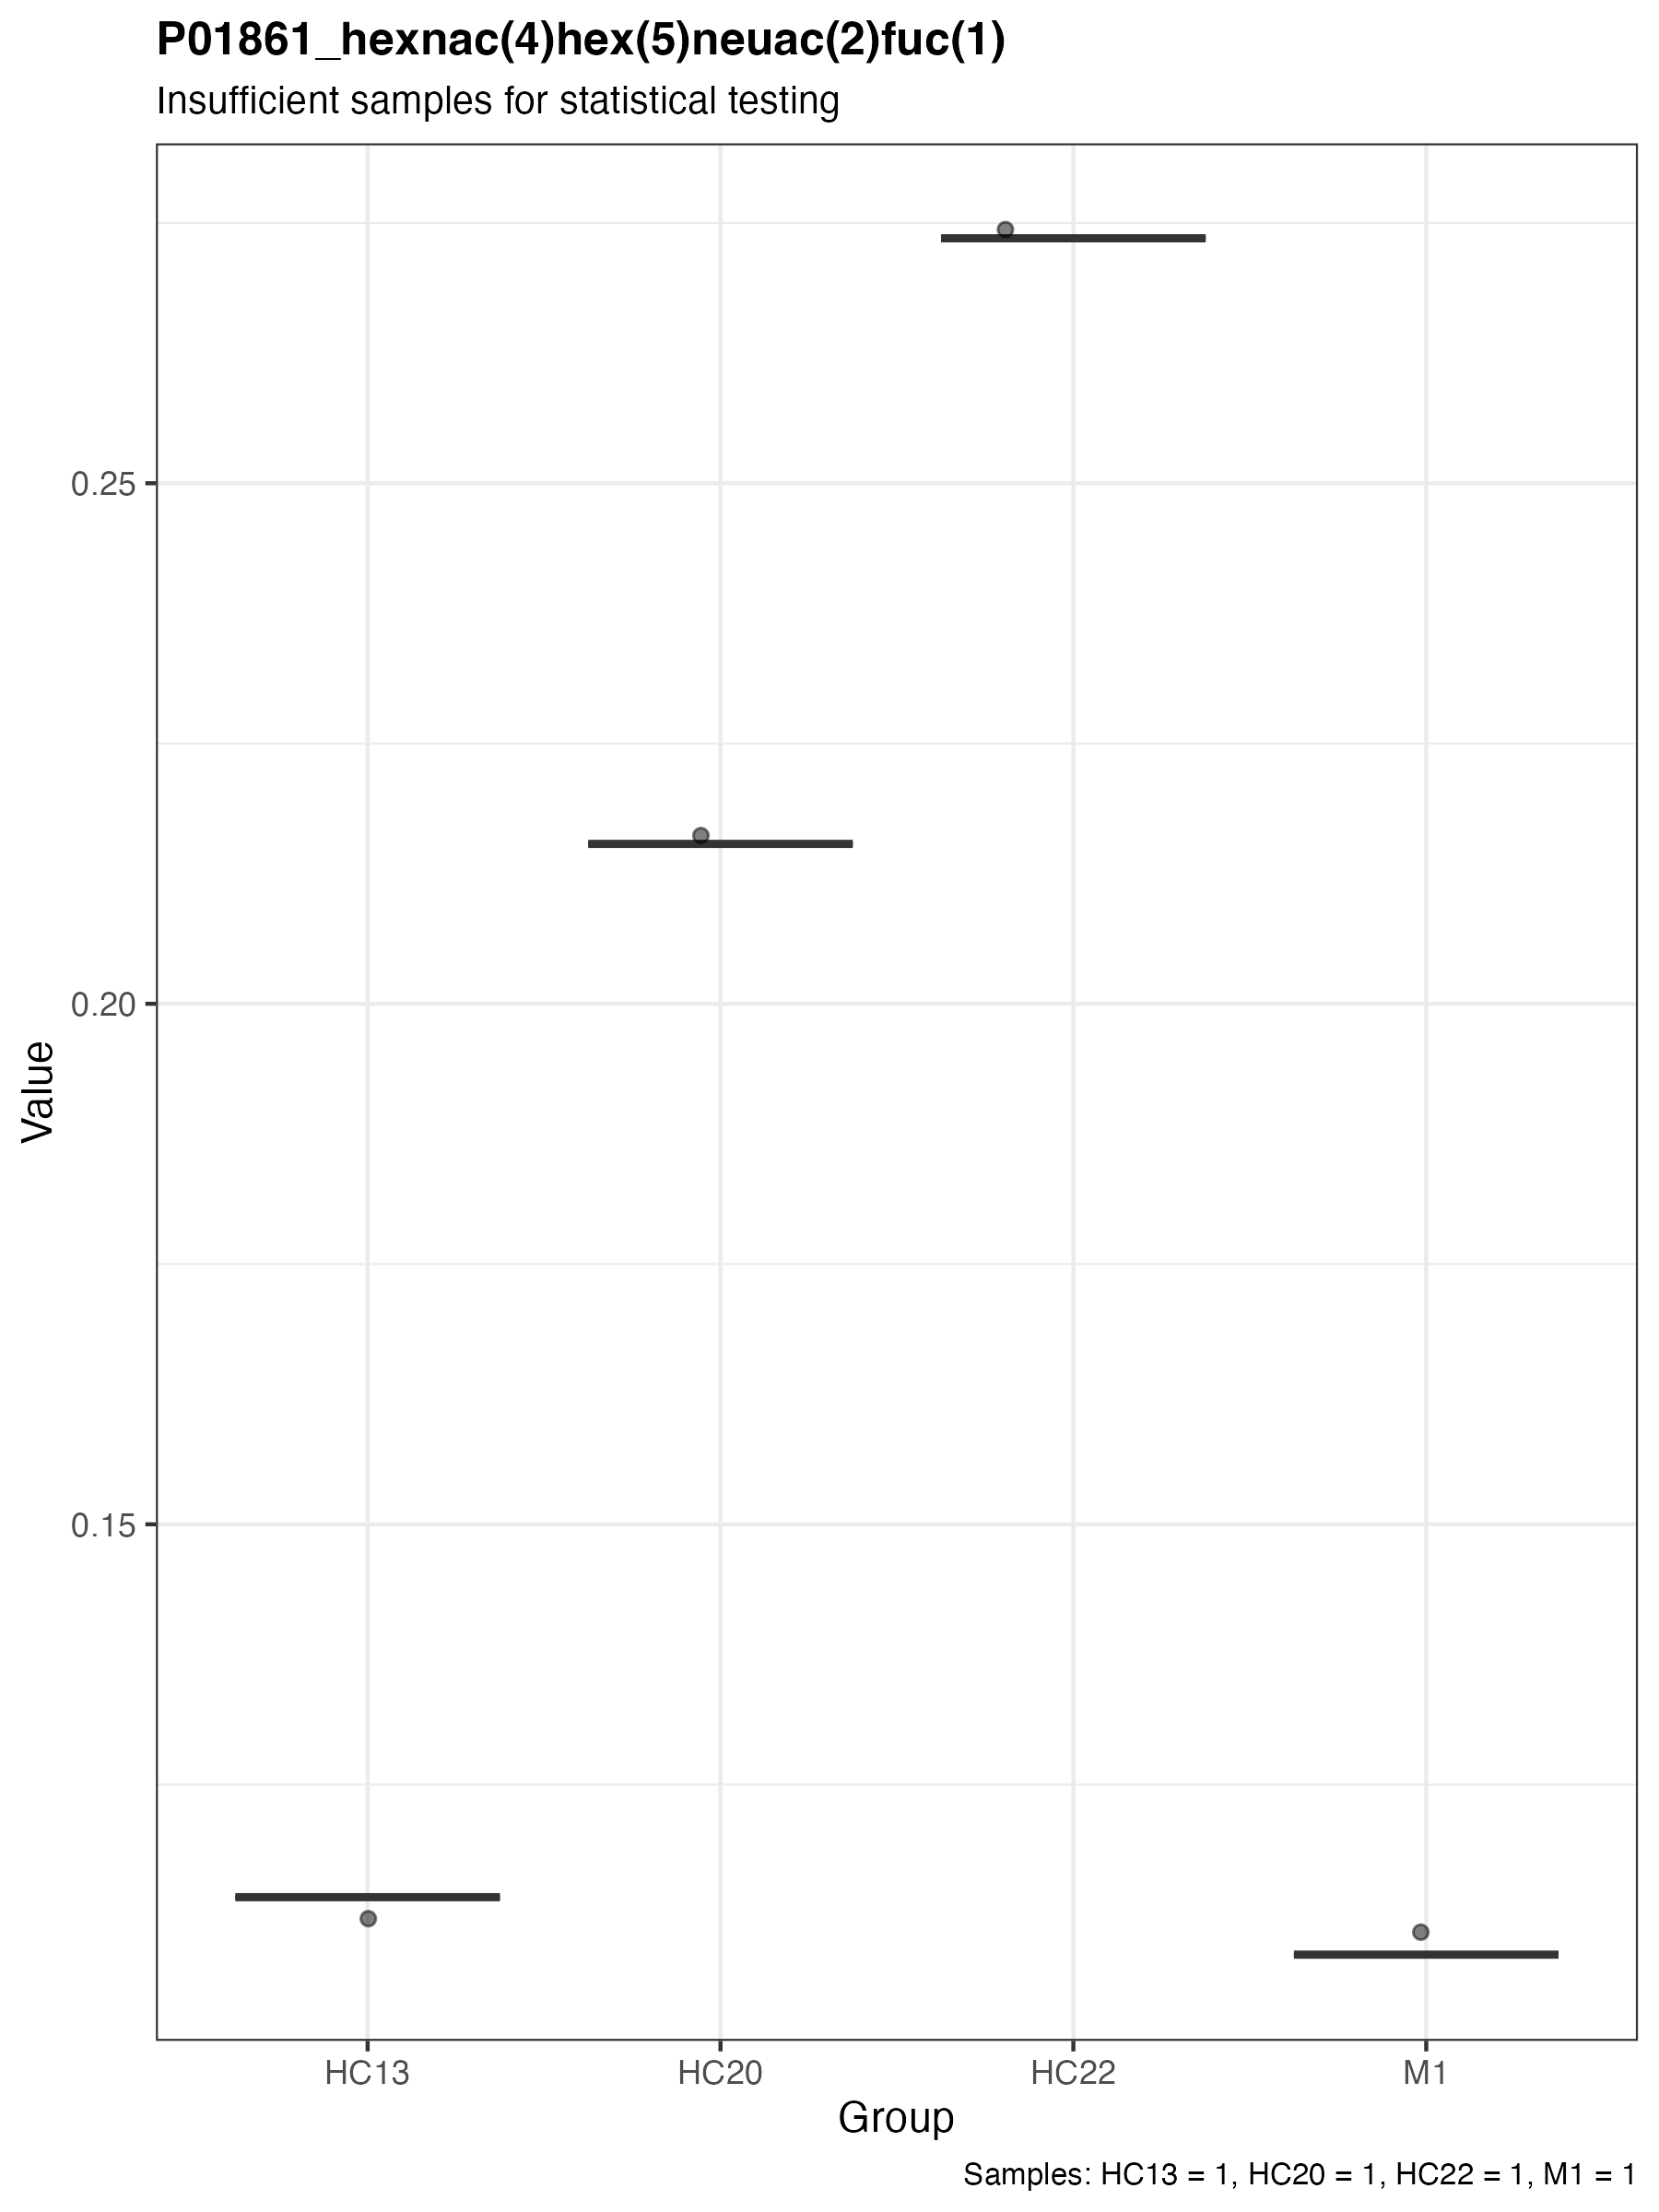 P01861_hexnac(4)hex(5)neuac(2)fuc(1)
Insufficient samples for statistical testing
0.25
0.20
0.15
Value
HC13 HC20 HC22 M1
Group
Samples: HC13 = 1, HC20 = 1, HC22 = 1, M1 = 1